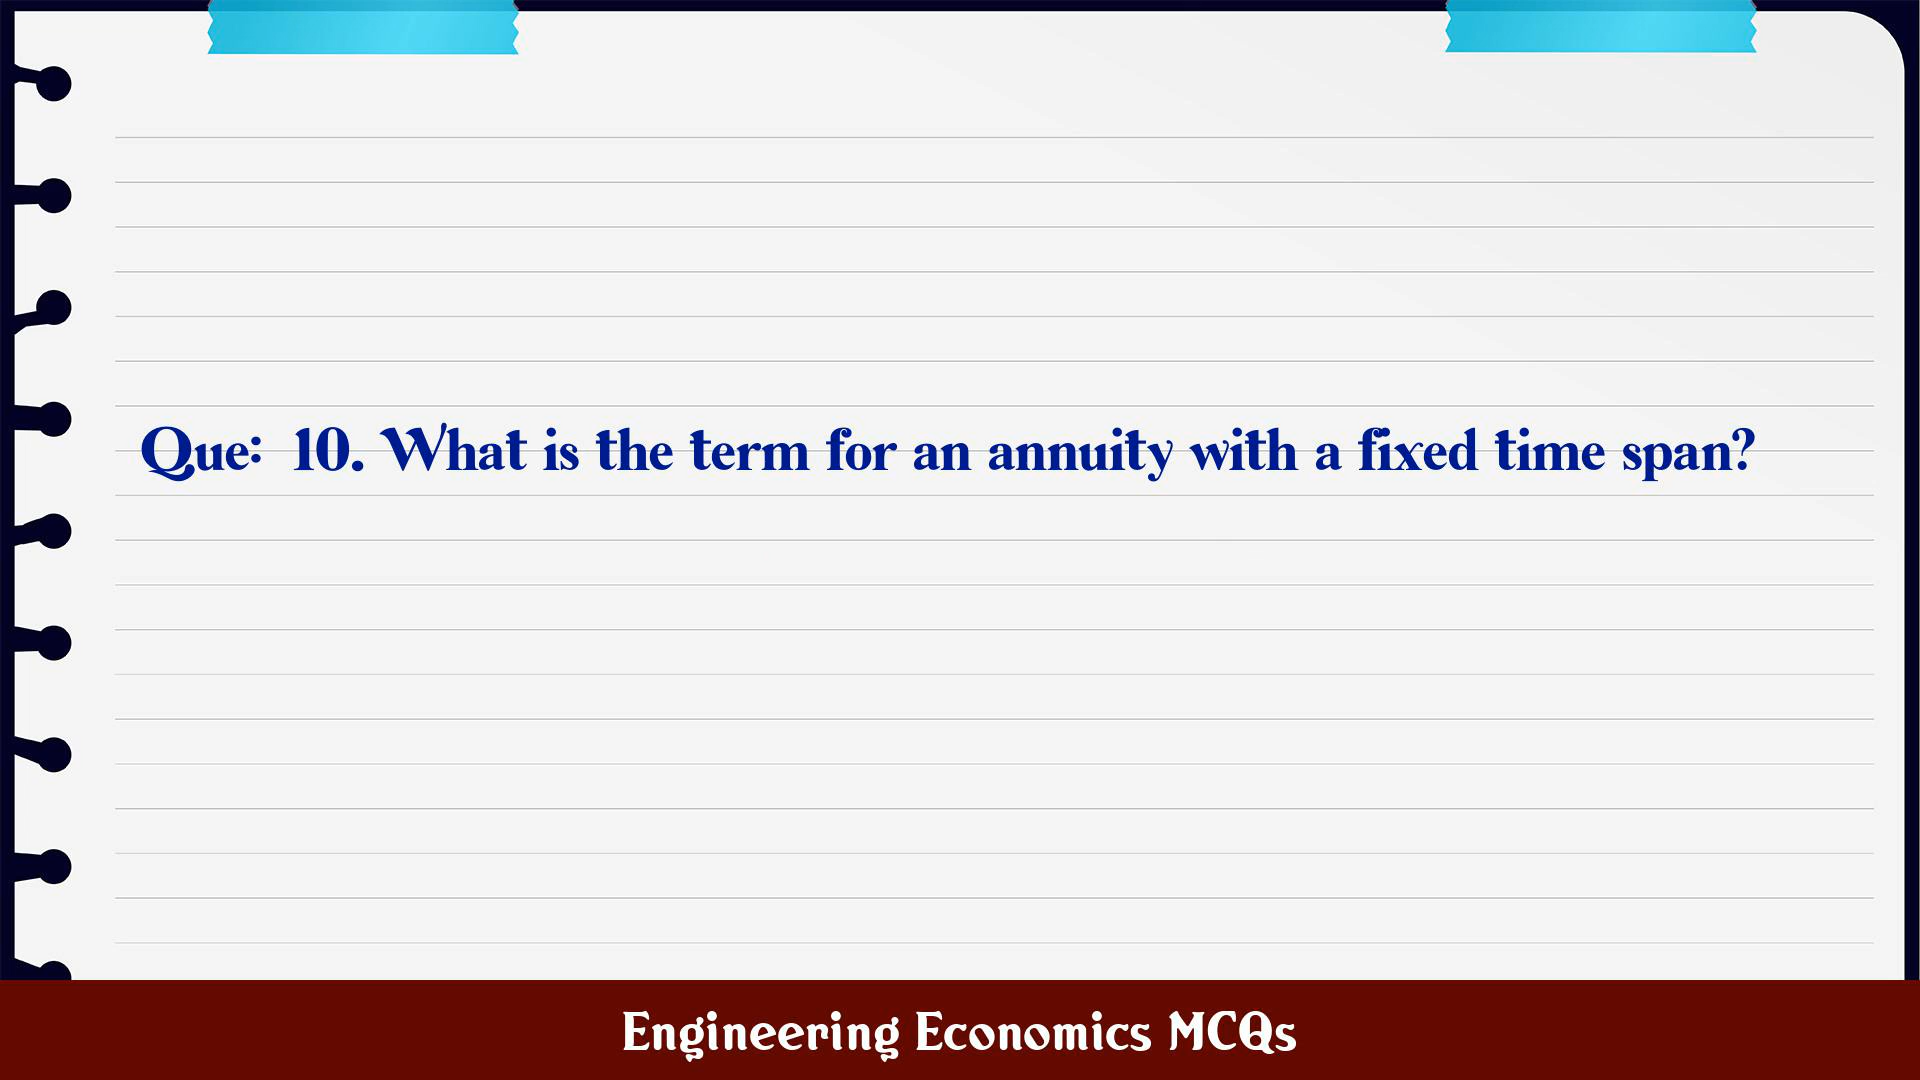 Que: 10. What is the term for an annuity with a fixed time span?
Engineering Economics MCQs